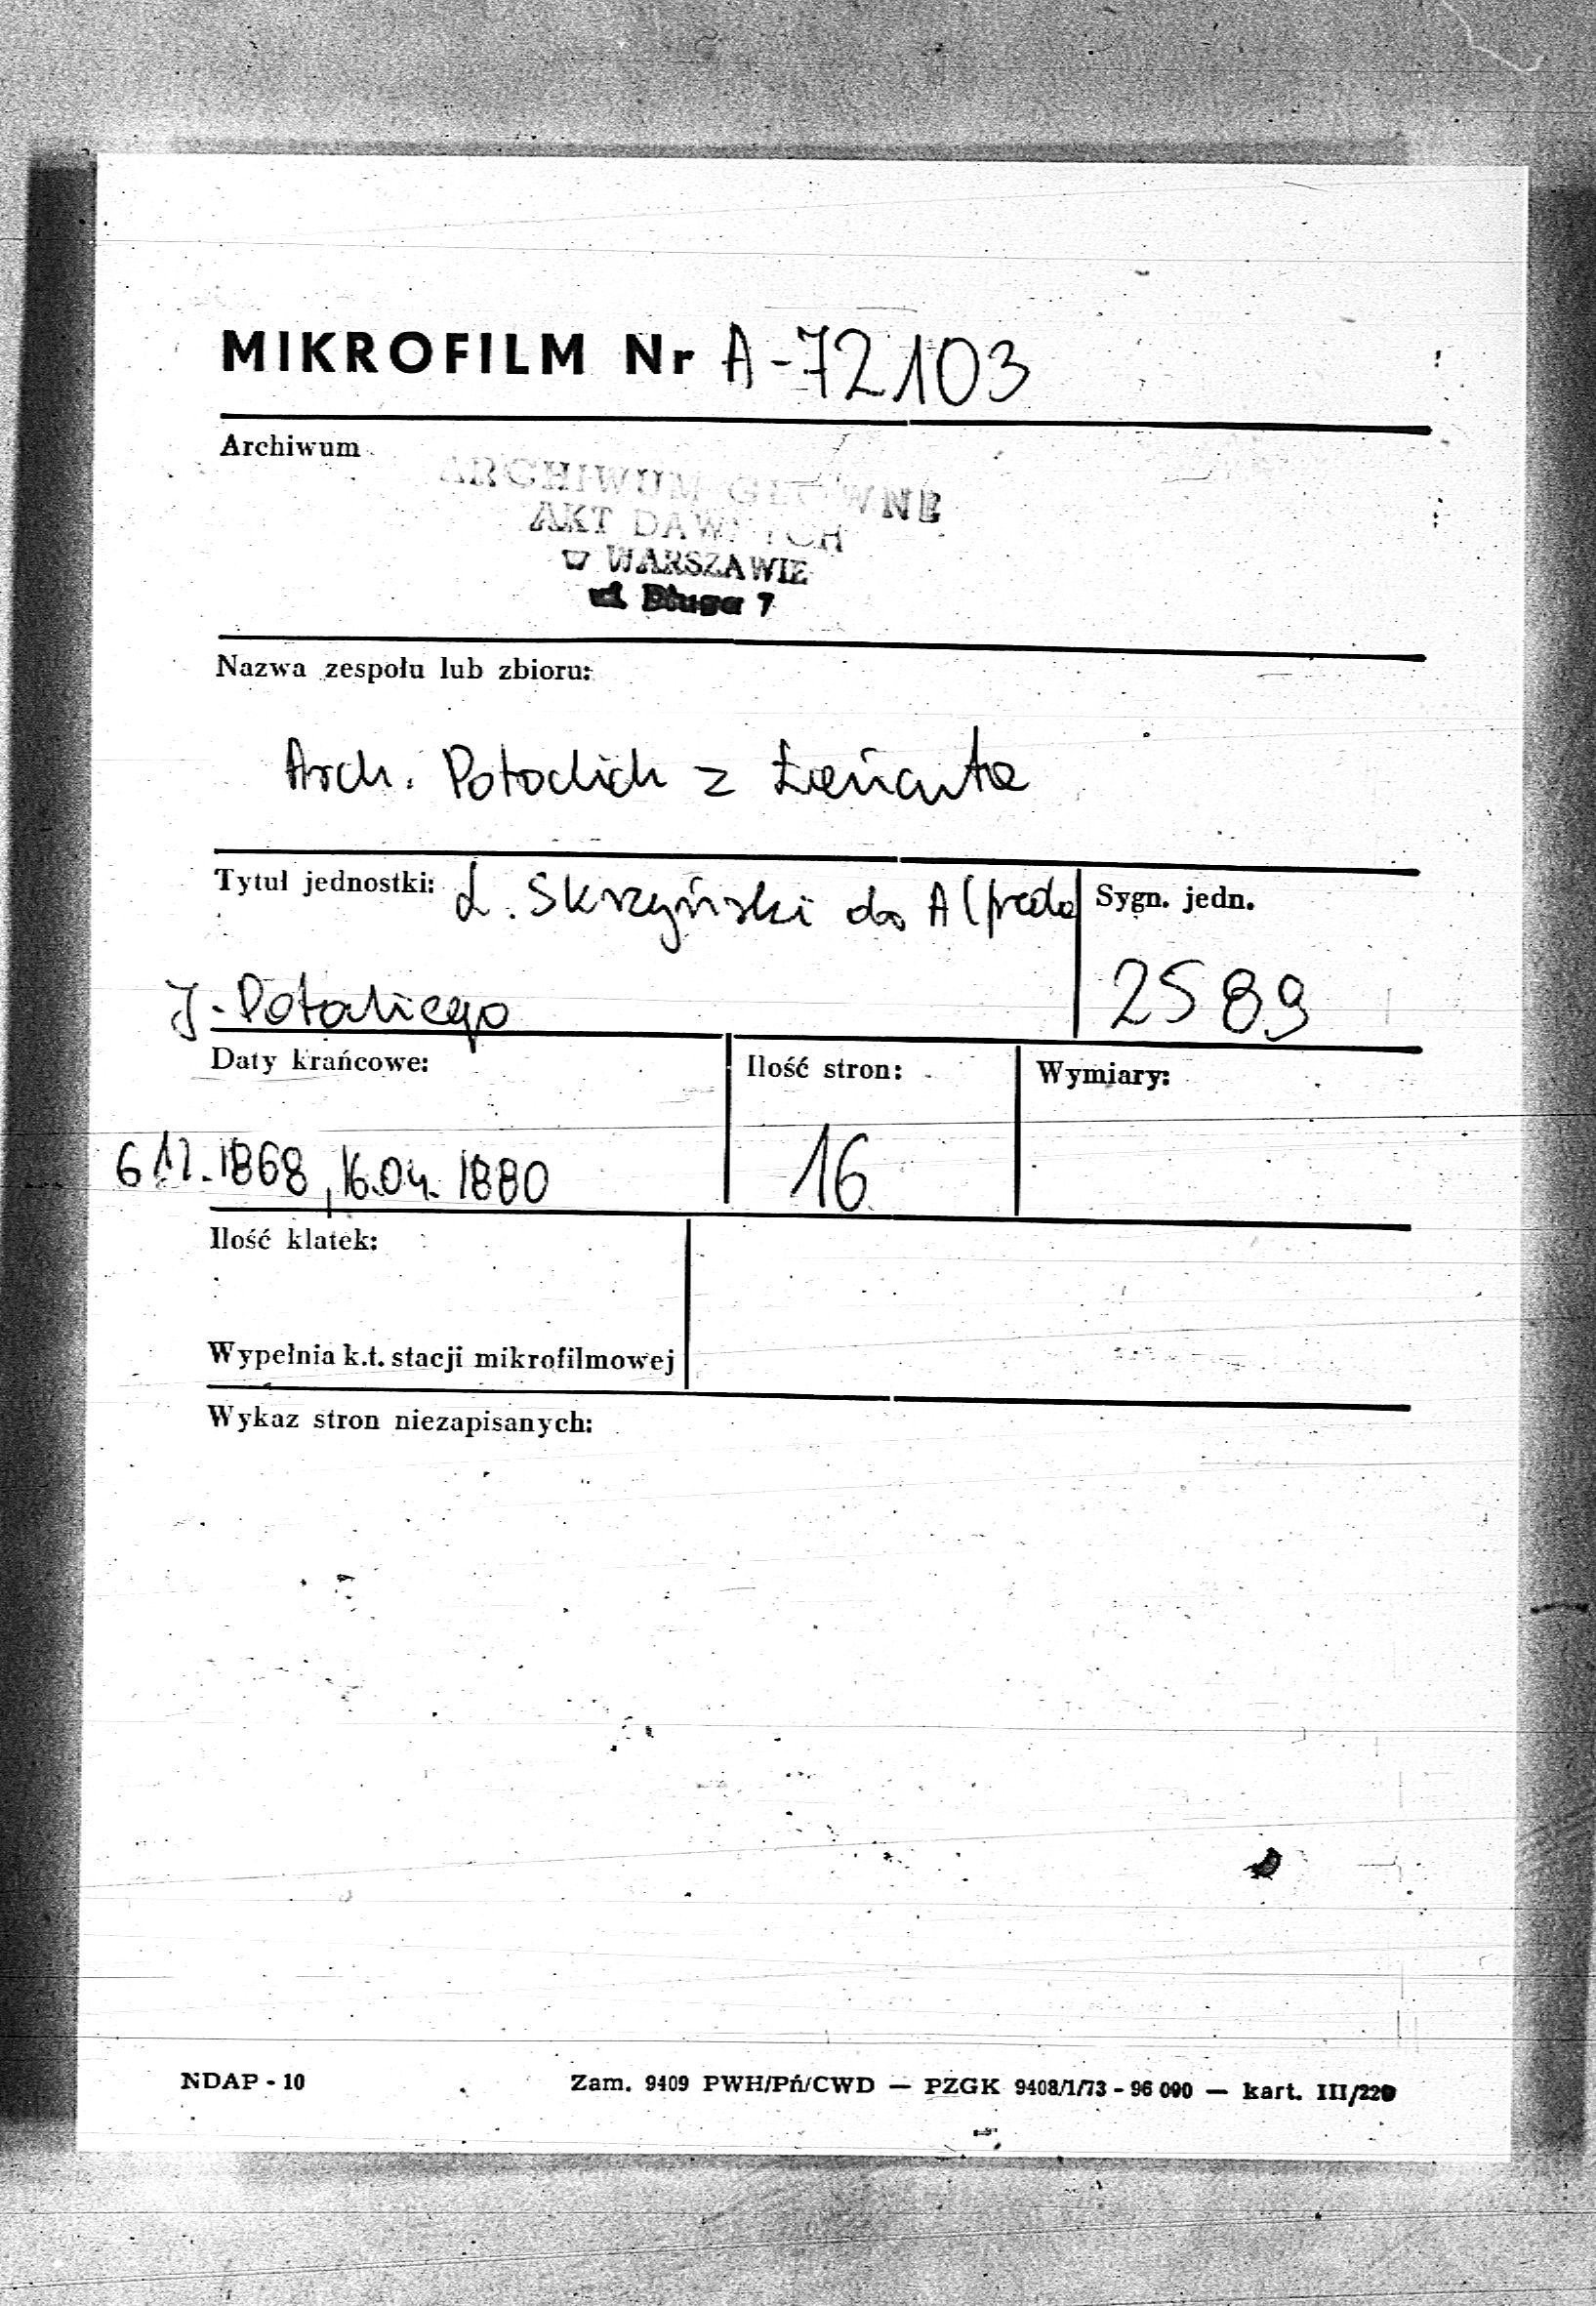 MIKROFILM Nr A-72103
Archiwum
ARCHIWUM GŁÓWNE
AKT DAWNYCH
w WARSZAWIE
ul. Długa 7
Nazwa zespołu lub zbioru:
Arch. Potockich z Łańcuta
Tytuł jednostki: L. Skrzyński do Alfreda
Sygn. jedn.
J. Potockiego
2589
Daty krańcowe:
Ilość stron:
Wymiary:
6 12.1868, 16.04. 1880
16
Ilość klatek:
Wypełnia k.t. stacji mikrofilmowej
Wykaz stron niezapisanych:
NDAP - 10
Zam. 9409 PWH/Pń/CWD — PZGK 9408/1/73 - 96 000 — kart. III/220